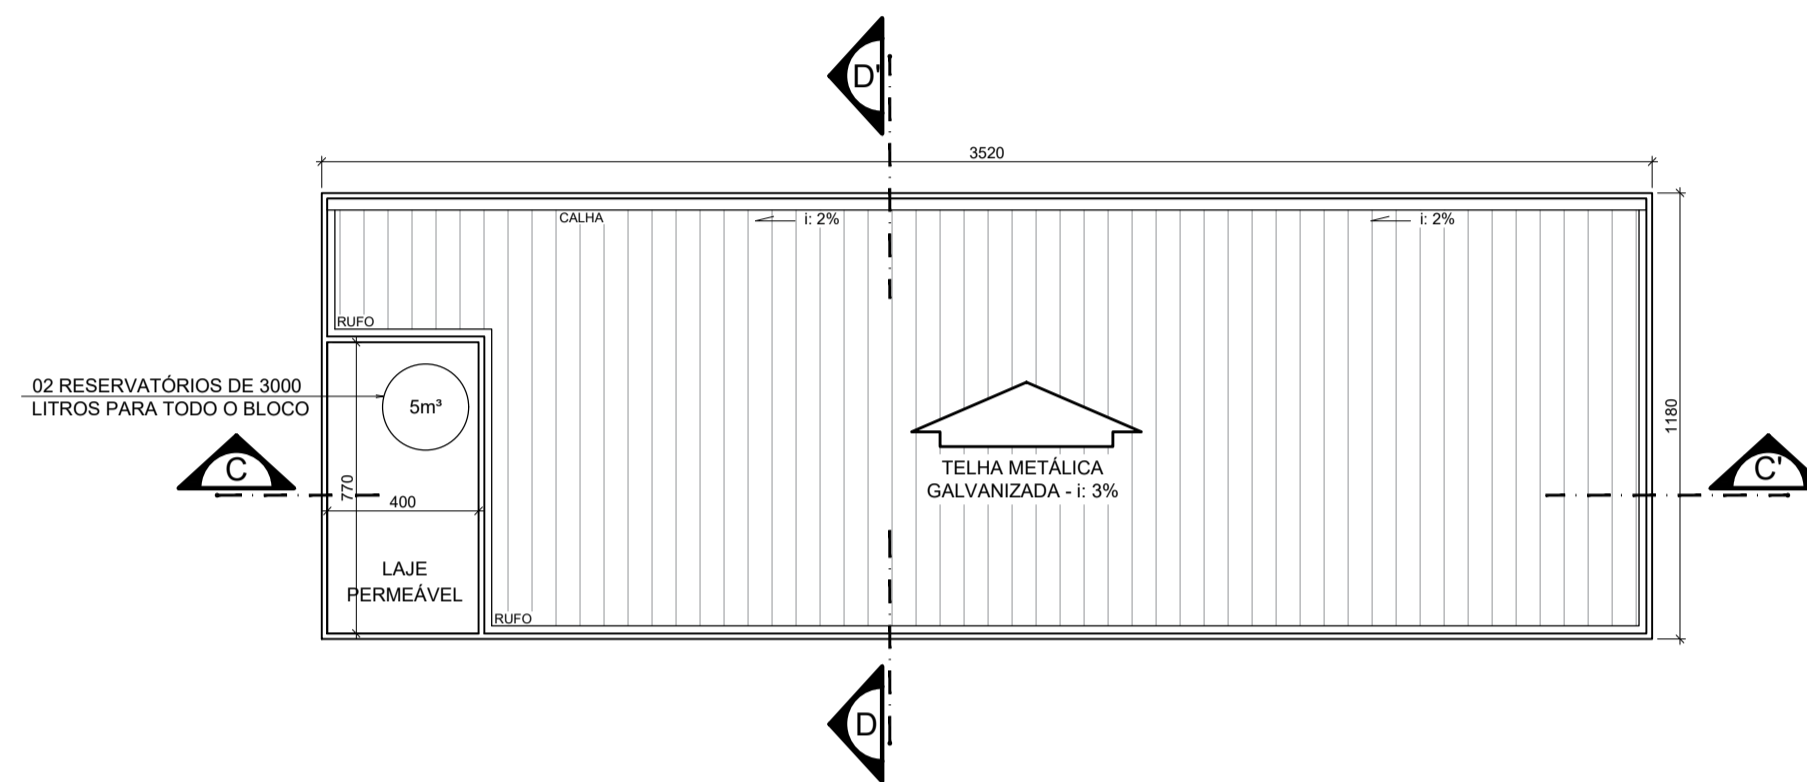 D'
3520
CALHA
i: 2%
i: 2%
RUFO
02 RESERVATÓRIOS DE 3000
LITROS PARA TODO O BLOCO
5m³
1180
C
770
400
TELHA METÁLICA
GALVANIZADA - i: 3%
C'
LAJE
PERMEÁVEL
RUFO
D